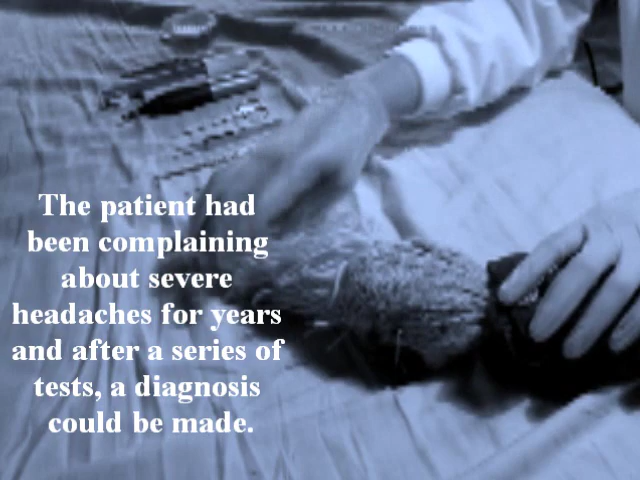 The patient had
been complaining
about severe
headaches for years
and after a series of
tests, a diagnosis
could be made.